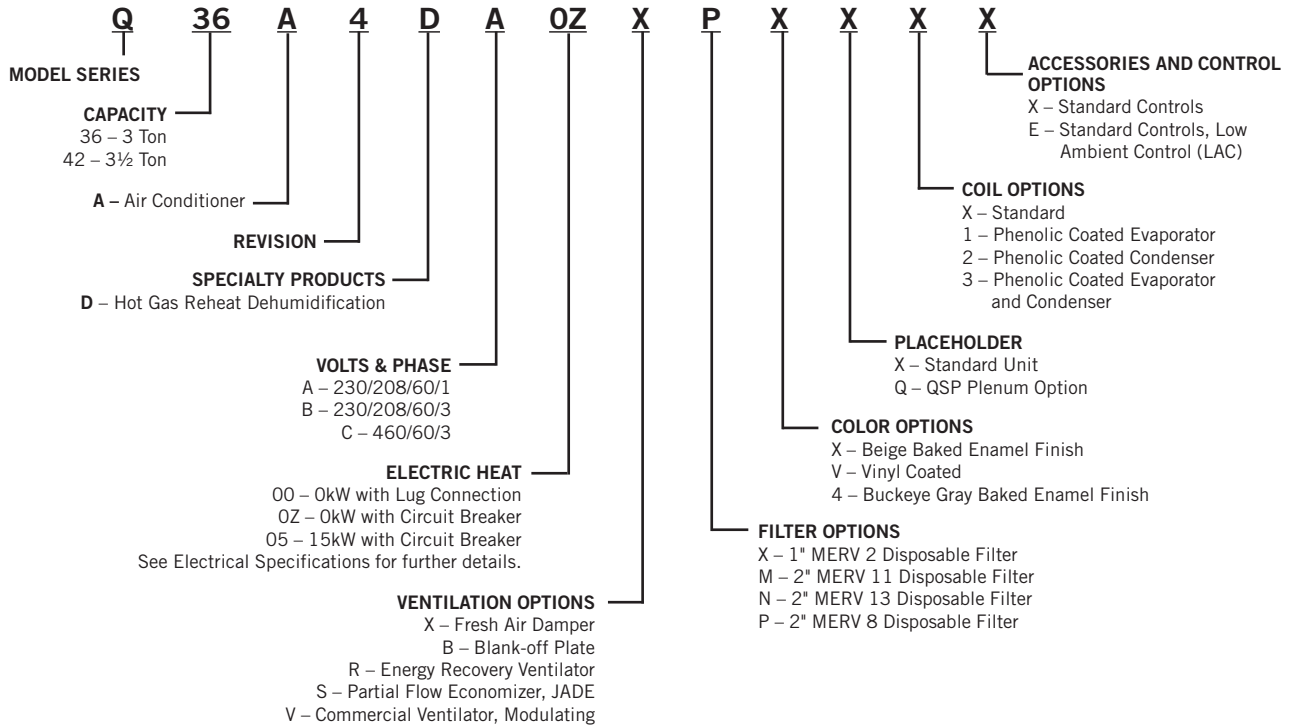 Q 36 A 4 D A 0Z X P X X X X
MODEL SERIES
CAPACITY
36 – 3 Ton
42 – 3½ Ton
A – Air Conditioner
REVISION
SPECIALTY PRODUCTS
D – Hot Gas Reheat Dehumidification
VOLTS & PHASE
A – 230/208/60/1
B – 230/208/60/3
C – 460/60/3
ELECTRIC HEAT
00 – 0kW with Lug Connection
0Z – 0kW with Circuit Breaker
05 – 15kW with Circuit Breaker
See Electrical Specifications for further details.
VENTILATION OPTIONS
X – Fresh Air Damper
B – Blank-off Plate
R – Energy Recovery Ventilator
S – Partial Flow Economizer, JADE
V – Commercial Ventilator, Modulating
ACCESSORIES AND CONTROL
OPTIONS
X – Standard Controls
E – Standard Controls, Low
Ambient Control (LAC)
COIL OPTIONS
X – Standard
1 – Phenolic Coated Evaporator
2 – Phenolic Coated Condenser
3 – Phenolic Coated Evaporator
and Condenser
PLACEHOLDER
X – Standard Unit
Q – QSP Plenum Option
COLOR OPTIONS
X – Beige Baked Enamel Finish
V – Vinyl Coated
4 – Buckeye Gray Baked Enamel Finish
FILTER OPTIONS
X – 1" MERV 2 Disposable Filter
M – 2" MERV 11 Disposable Filter
N – 2" MERV 13 Disposable Filter
P – 2" MERV 8 Disposable Filter